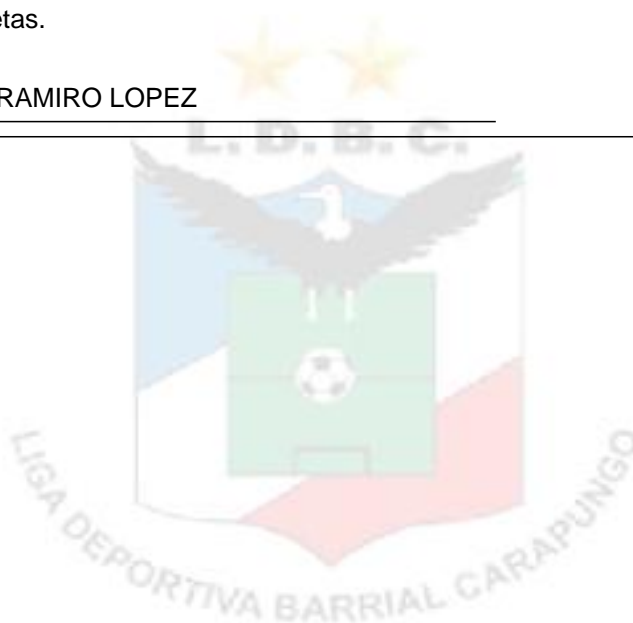 etas.
RAMIRO LOPEZ
L. D. B. C.
LIGA DEPORTIVA BARRIAL CARAPUNGO